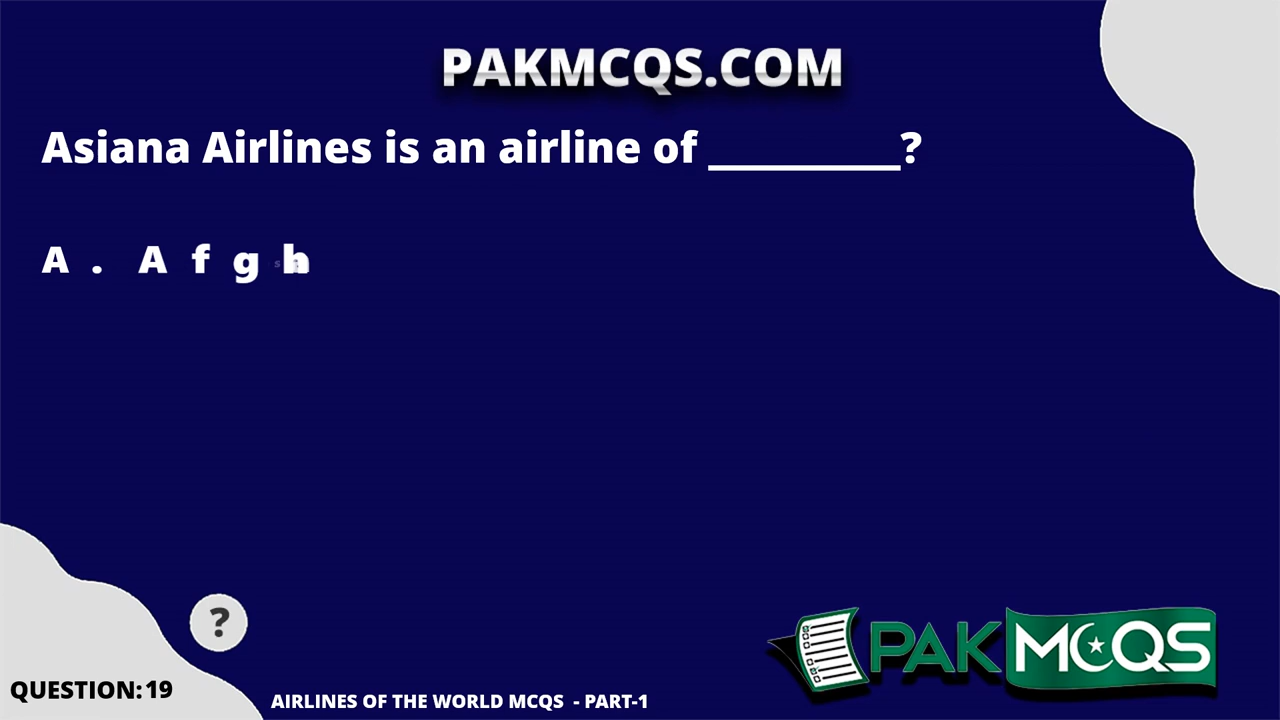 PAKMCQS.COM
Asiana Airlines is an airline of __________?
A. Afgh
?
PAKMCQS
QUESTION:19
AIRLINES OF THE WORLD MCQS - PART-1